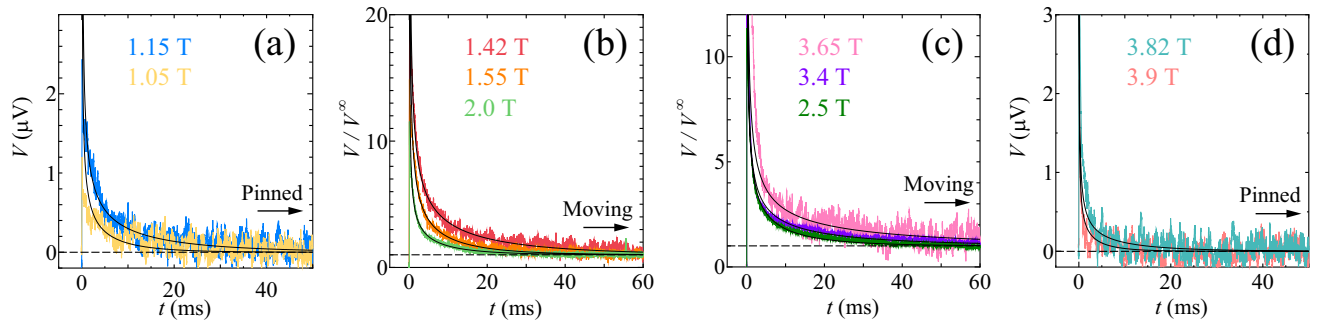 (a)
1.15 T
1.05 T
Pinned
2
1
0
V (μV)
0
20
40
t (ms)
(b)
1.42 T
1.55 T
2.0 T
Moving
20
10
0
V / V∞
0
20
40
60
t (ms)
(c)
3.65 T
3.4 T
2.5 T
Moving
10
5
0
V / V∞
0
20
40
60
t (ms)
(d)
3.82 T
3.9 T
Pinned
3
2
1
0
V (μV)
0
20
40
t (ms)